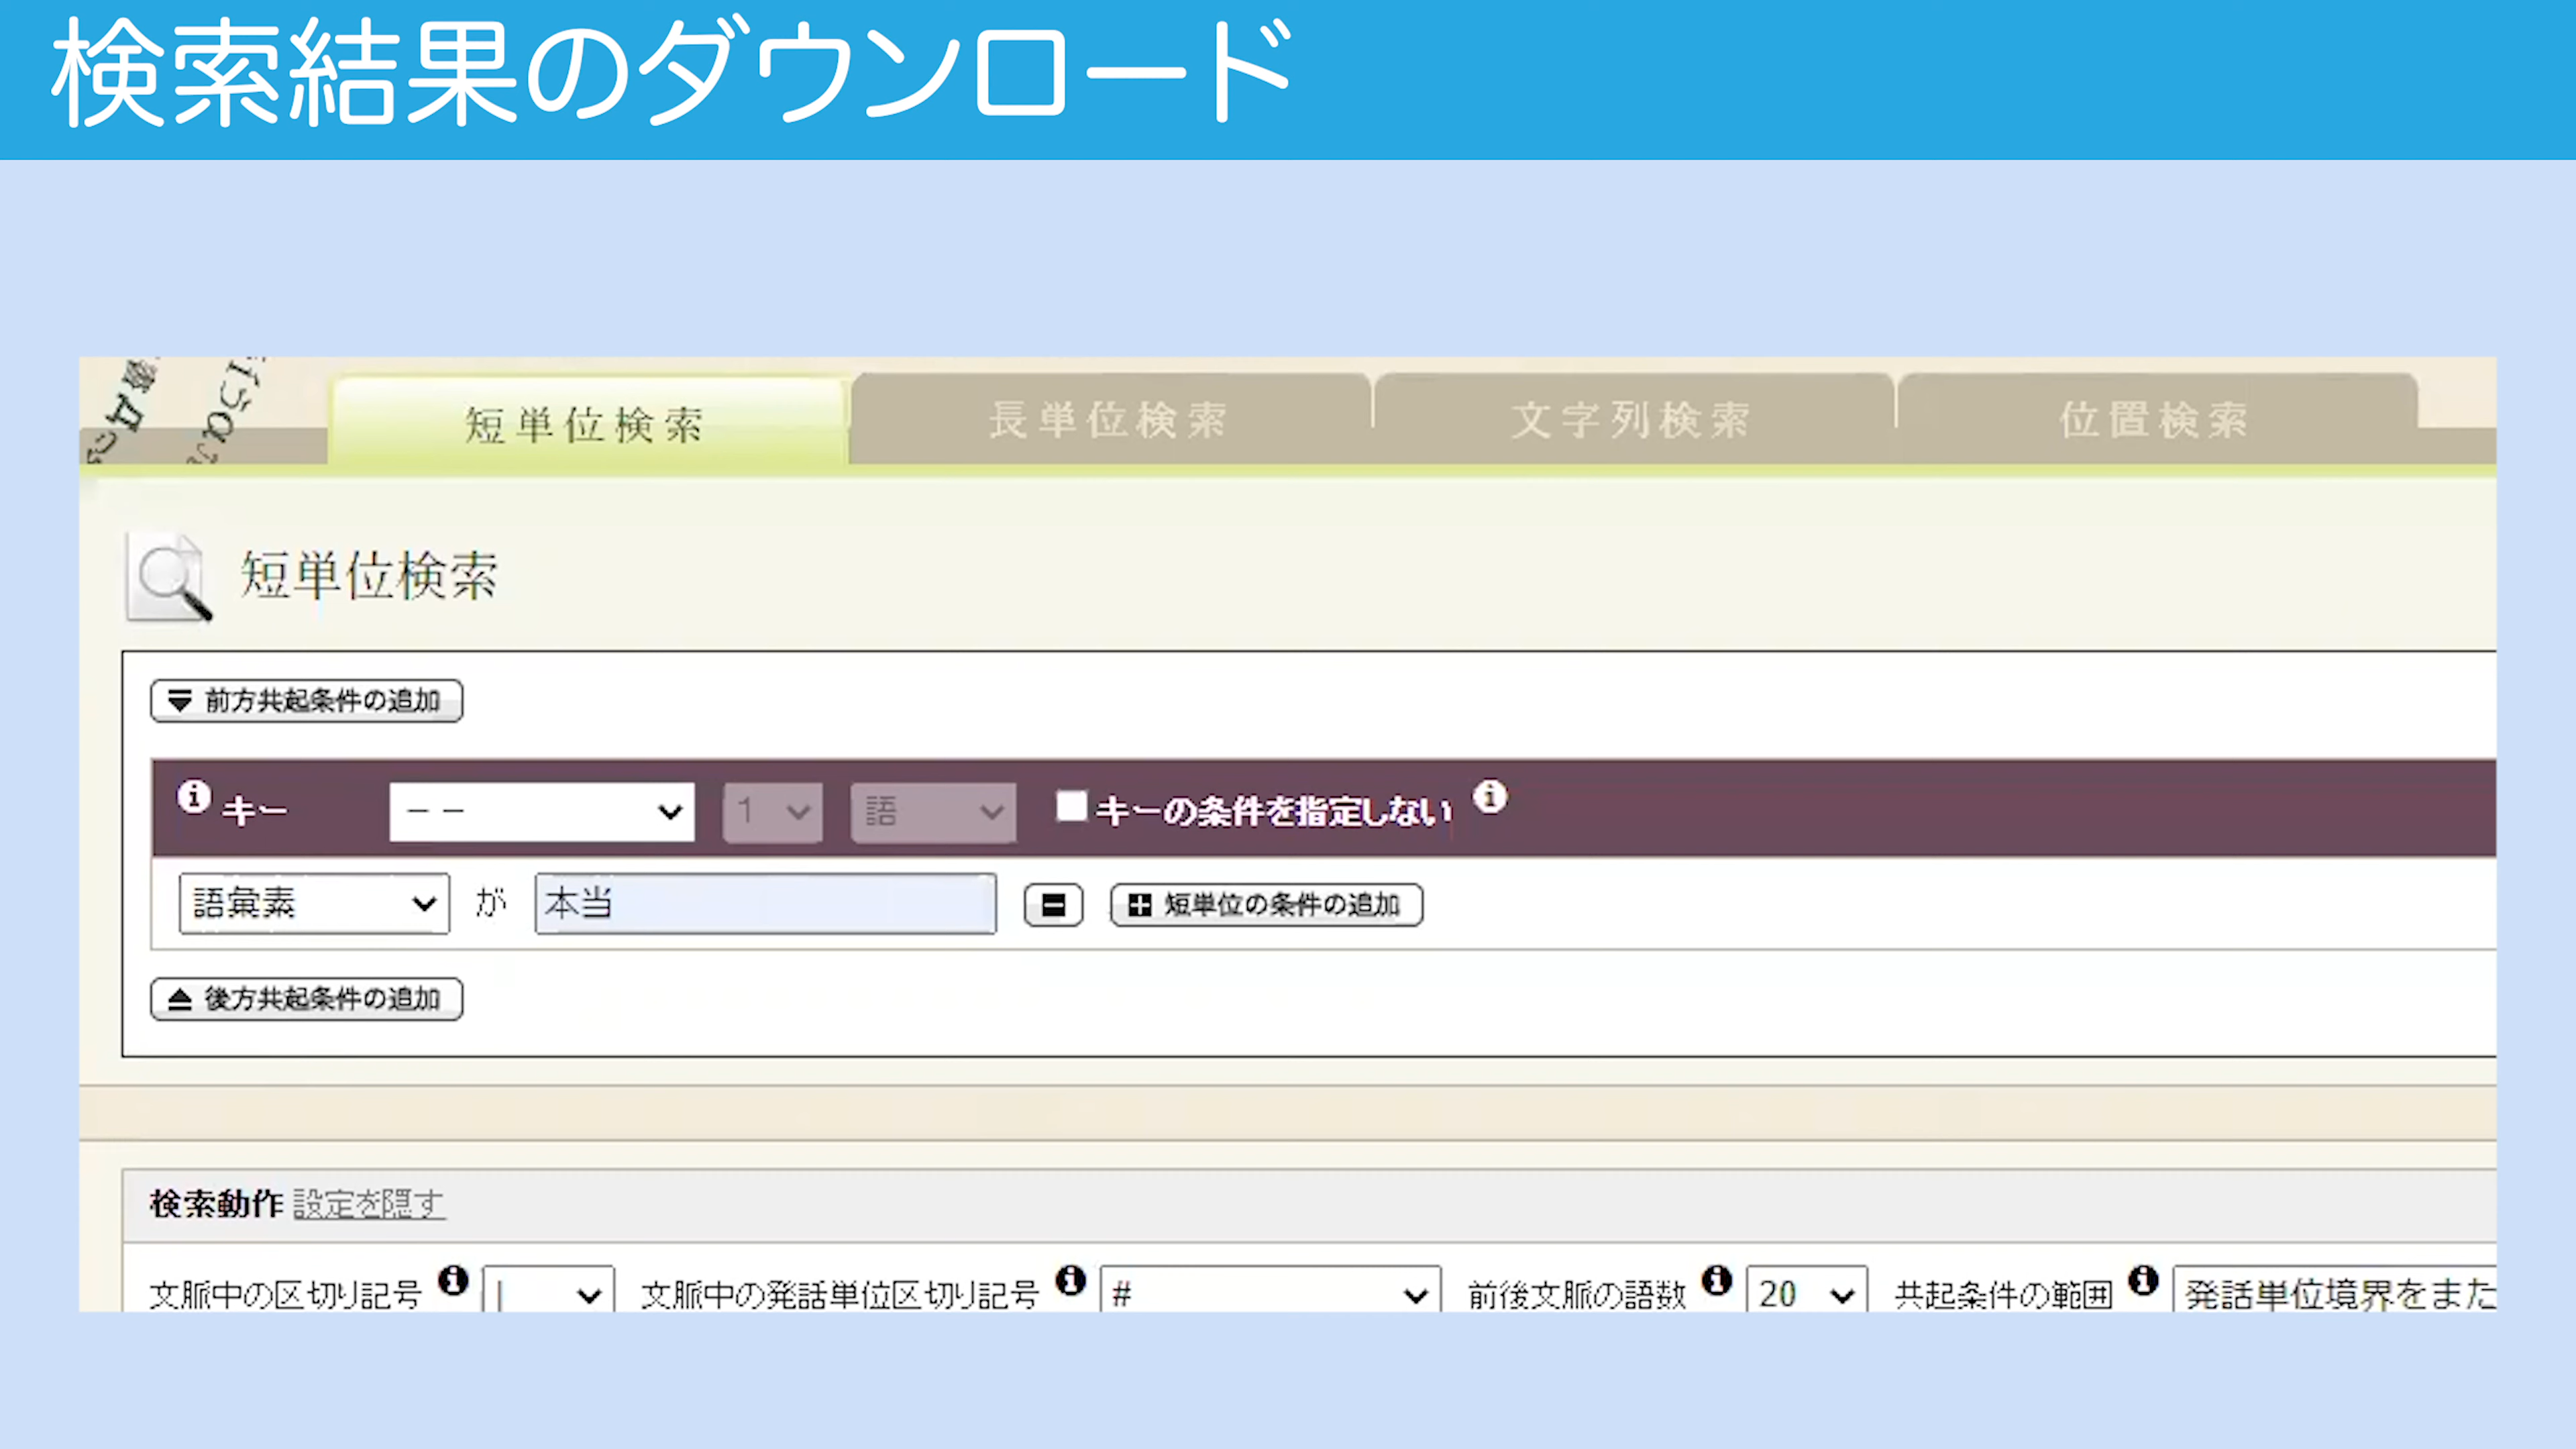 検索結果のダウンロード
短単位検索 長単位検索 文字列検索 位置検索
短単位検索
前方共起条件の追加
キー -- 1 語 キーの条件を指定しない
語彙素 が 本当 短単位の条件の追加
後方共起条件の追加
検索動作 設定を隠す
文脈中の区切り記号 | 文脈中の発話単位区切り記号 # 前後文脈の語数 20 共起条件の範囲 発話単位境界をまた